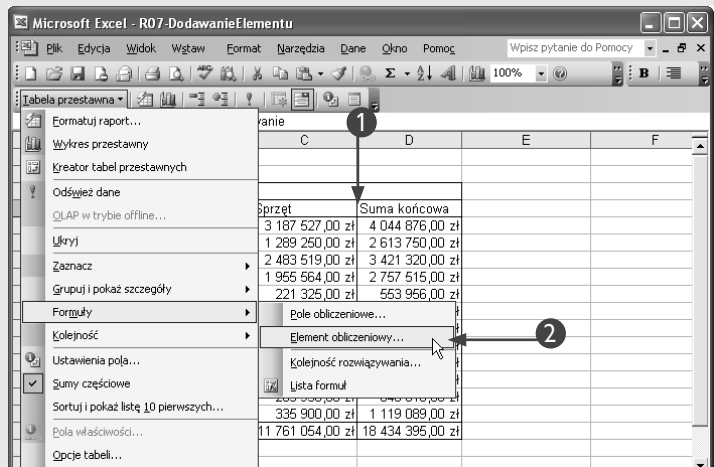 Microsoft Excel - R07-DodawanieElementu
Plik Edycja Widok Wstaw Format Narzędzia Dane Okno Pomoc Wpisz pytanie do Pomocy
Σ 100% B
Tabela przestawna
Formatuj raport...
Wykres przestawny
Kreator tabel przestawnych
Odśwież dane
OLAP w trybie offline...
Ukryj
Zaznacz
Grupuj i pokaż szczegóły
Formuły
Kolejność
Ustawienia pola...
Sumy częściowe
Sortuj i pokaż listę 10 pierwszych...
Pola właściwości...
Opcje tabeli...
1
C D E F
Sprzęt Suma końcowa
3 187 527,00 zł 4 044 876,00 zł
1 289 250,00 zł 2 613 750,00 zł
2 483 519,00 zł 3 421 320,00 zł
1 955 564,00 zł 2 757 515,00 zł
221 325,00 zł 553 956,00 zł
Pole obliczeniowe...
Element obliczeniowy...
2
Kolejność rozwiązywania...
Lista formuł
335 900,00 zł 1 119 089,00 zł
11 761 054,00 zł 18 434 395,00 zł